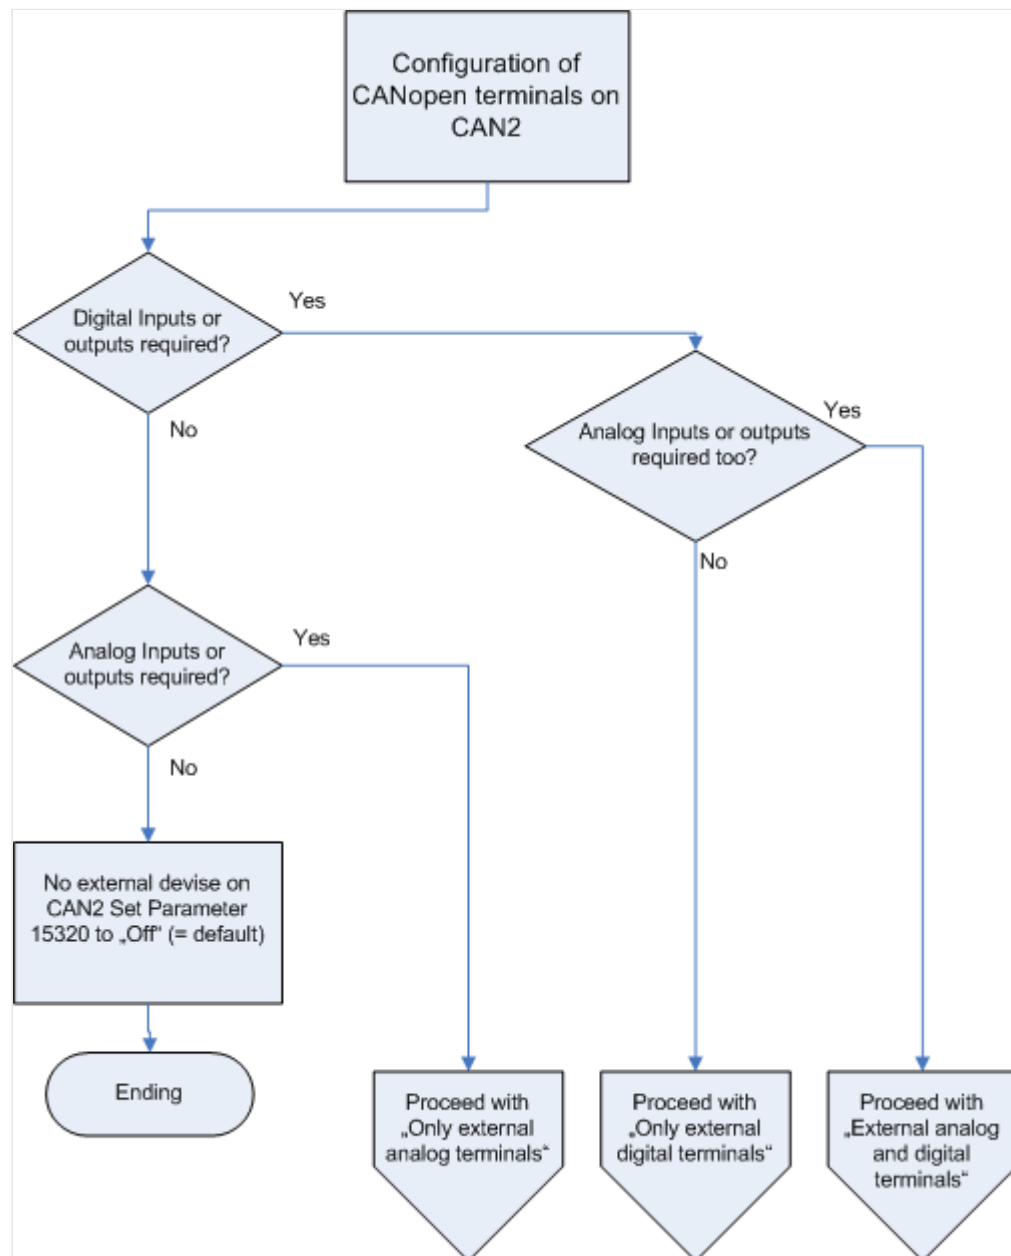 Configuration of
CANopen terminals on
CAN2
Digital Inputs or
outputs required?
Yes
No
Analog Inputs or outputs
required too?
Yes
No
Analog Inputs or
outputs required?
Yes
No
No external devise on
CAN2 Set Parameter
15320 to „Off“ (= default)
Ending
Proceed with
„Only external
analog terminals“
Proceed with
„Only external
digital terminals“
Proceed with
„External analog
and digital
terminals“